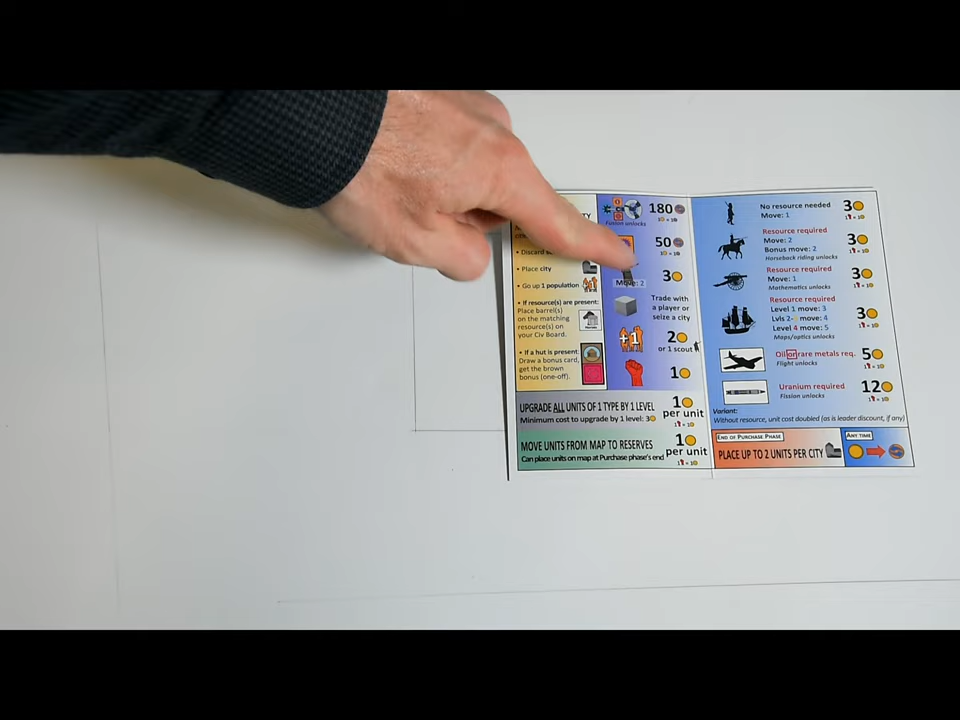 TY
• Discard
• Place city
• Go up 1 population
• If resource(s) are present:
Place barrel(s)
on the matching
resource(s) on
your Civ Board.
• If a hut is present:
Draw a bonus card,
get the brown
bonus (one-off).
180
Fusion unlocks
50
Move: 2
3
Trade with
a player or
seize a city
+1
2
or 1 scout
1
UPGRADE ALL UNITS OF 1 TYPE BY 1 LEVEL
Minimum cost to upgrade by 1 level: 3
1
per unit
MOVE UNITS FROM MAP TO RESERVES
Can place units on map at Purchase phase's end
1
per unit
No resource needed
Move: 1
3
Resource required
Move: 2
Bonus move: 2
Horseback riding unlocks
3
Resource required
Move: 1
Mathematics unlocks
3
Resource required
Level 1 move: 3
Lvls 2- move: 4
Level 4 move: 5
Maps/optics unlocks
3
Oil or rare metals req.
Flight unlocks
5
Uranium required
Fission unlocks
12
Variant:
Without resource, unit cost doubled (as is leader discount, if any)
END OF PURCHASE PHASE
PLACE UP TO 2 UNITS PER CITY
ANY TIME